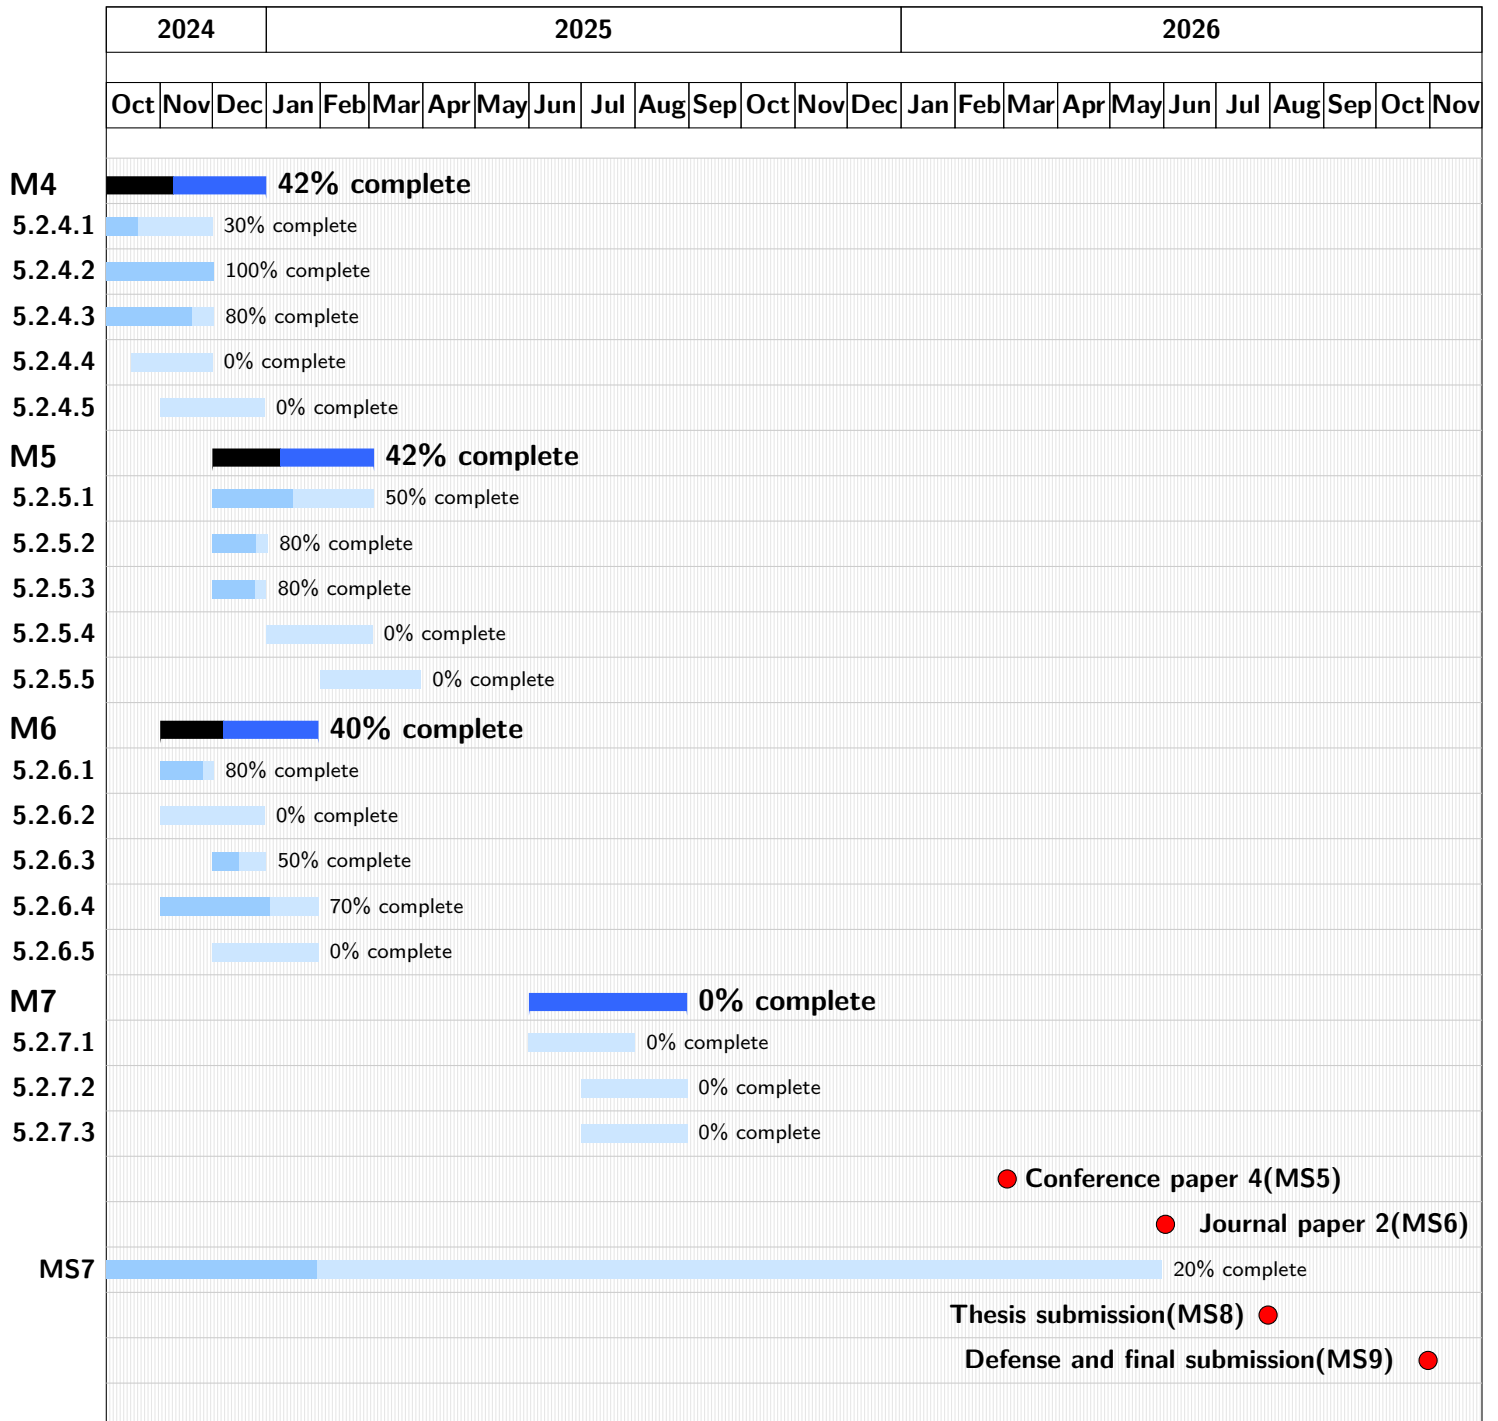 2024 2025 2026
Oct Nov Dec Jan Feb Mar Apr May Jun Jul Aug Sep Oct Nov Dec Jan Feb Mar Apr May Jun Jul Aug Sep Oct Nov
M4 42% complete
5.2.4.1 30% complete
5.2.4.2 100% complete
5.2.4.3 80% complete
5.2.4.4 0% complete
5.2.4.5 0% complete
M5 42% complete
5.2.5.1 50% complete
5.2.5.2 80% complete
5.2.5.3 80% complete
5.2.5.4 0% complete
5.2.5.5 0% complete
M6 40% complete
5.2.6.1 80% complete
5.2.6.2 0% complete
5.2.6.3 50% complete
5.2.6.4 70% complete
5.2.6.5 0% complete
M7 0% complete
5.2.7.1 0% complete
5.2.7.2 0% complete
5.2.7.3 0% complete
Conference paper 4(MS5)
Journal paper 2(MS6)
MS7 20% complete
Thesis submission(MS8)
Defense and final submission(MS9)